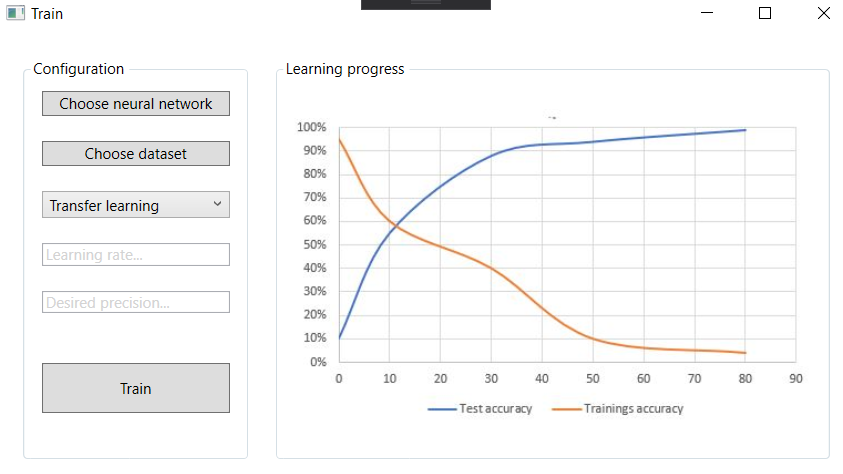 Train
Configuration
Choose neural network
Choose dataset
Transfer learning
Learning rate...
Desired precision...
Train
Learning progress
100%
90%
80%
70%
60%
50%
40%
30%
20%
10%
0%
0 10 20 30 40 50 60 70 80 90
Test accuracy Trainings accuracy